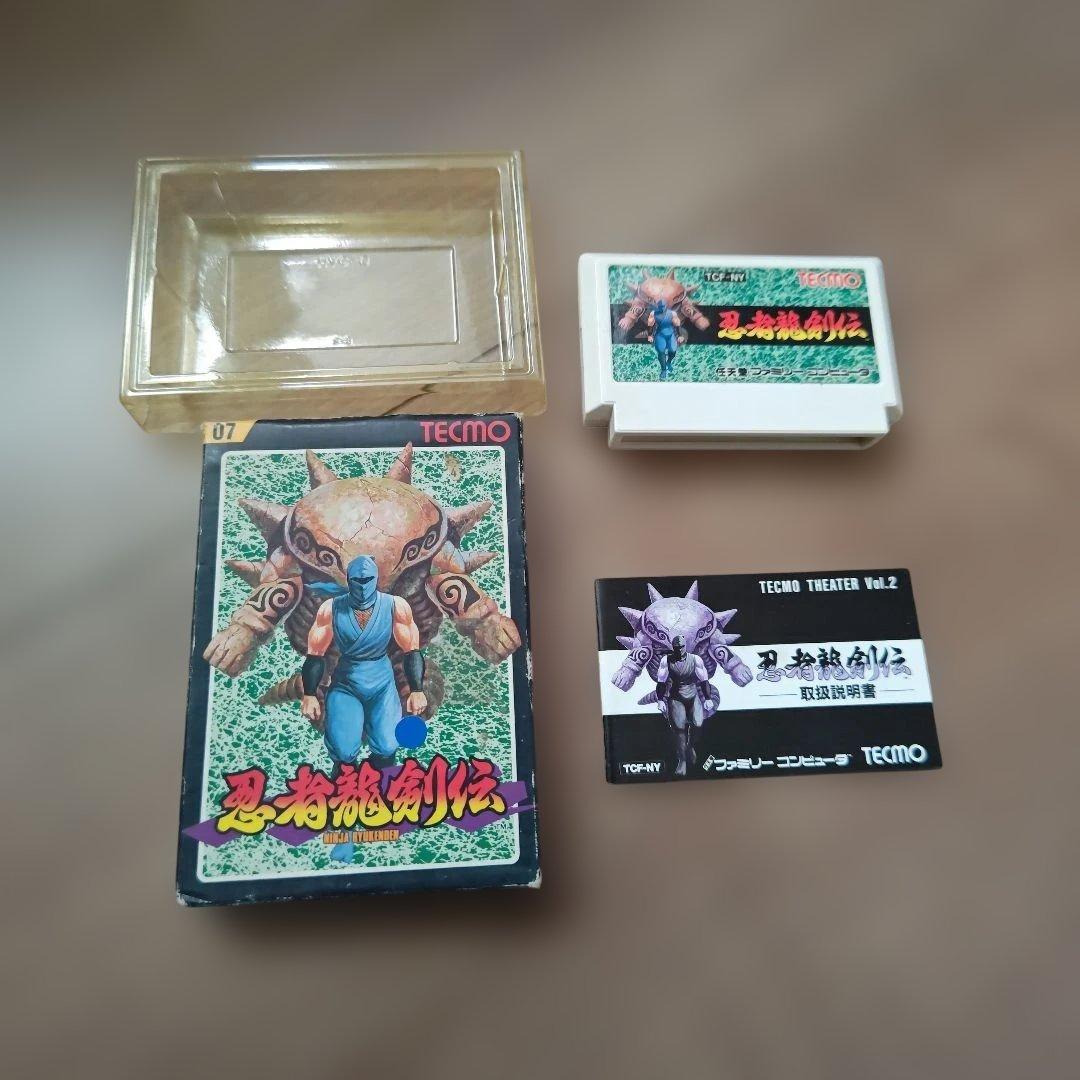 TCF-NY
TECMO
忍者龍剣伝
任天堂 ファミリーコンピュータ
07
TECMO
忍者龍剣伝
NINJA RYUKENDEN
TECMO THEATER Vol.2
忍者龍剣伝
取扱説明書
TCF-NY
ファミリー コンピュータ TECMO